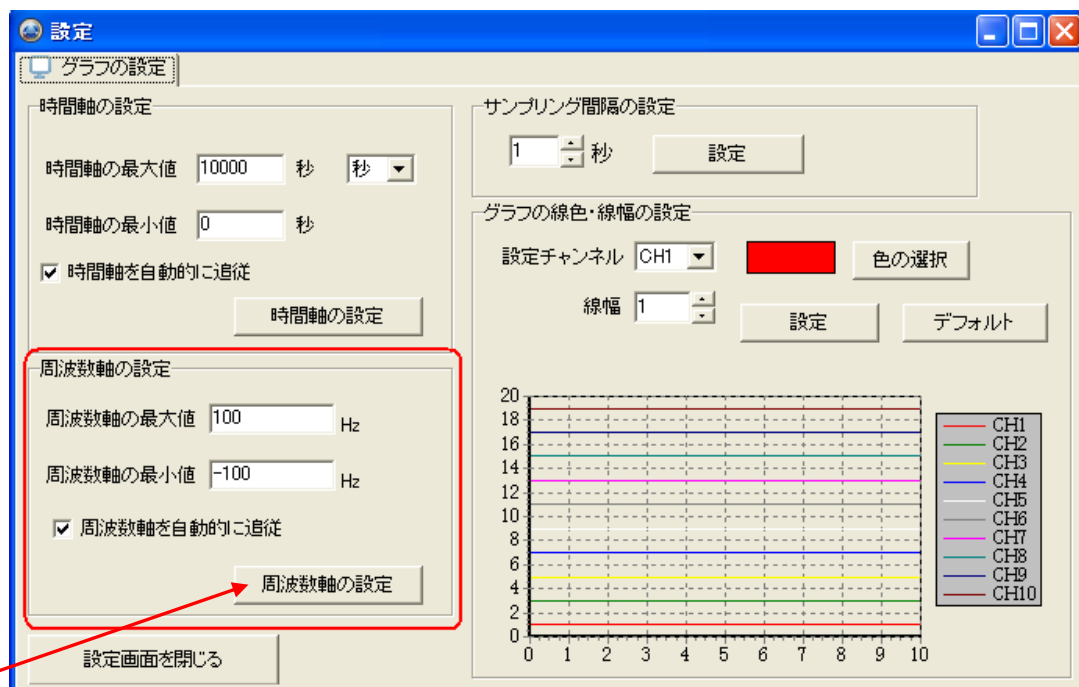 設定
グラフの設定
時間軸の設定
時間軸の最大値 10000 秒 秒
時間軸の最小値 0 秒
時間軸を自動的に追従
時間軸の設定
周波数軸の設定
周波数軸の最大値 100 Hz
周波数軸の最小値 -100 Hz
周波数軸を自動的に追従
周波数軸の設定
設定画面を閉じる
サンプリング間隔の設定
1 秒 設定
グラフの線色・線幅の設定
設定チャンネル CH1 色の選択
線幅 1 設定 デフォルト
20
18
16
14
12
10
8
6
4
2
0
0 1 2 3 4 5 6 7 8 9 10
CH1
CH2
CH3
CH4
CH5
CH6
CH7
CH8
CH9
CH10